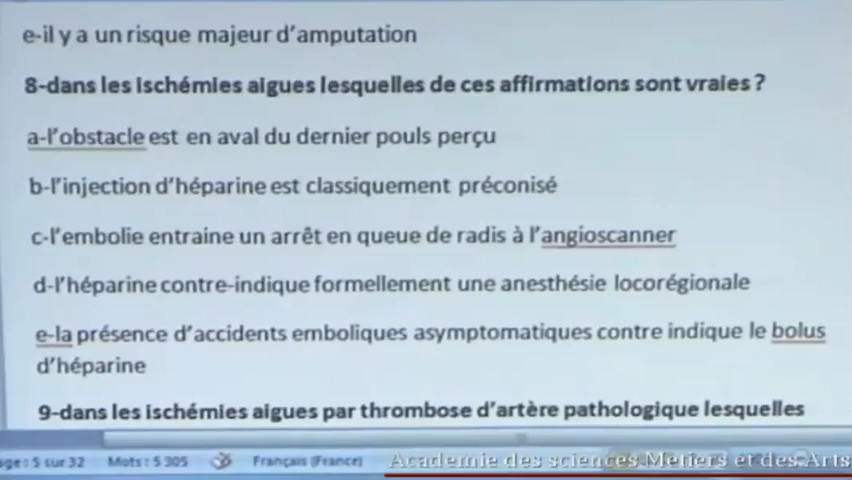 e-il y a un risque majeur d'amputation
8-dans les ischémies aigues lesquelles de ces affirmations sont vraies ?
a-l'obstacle est en aval du dernier pouls perçu
b-l'injection d'héparine est classiquement préconisé
c-l'embolie entraine un arrêt en queue de radis à l'angioscanner
d-l'héparine contre-indique formellement une anesthésie locorégionale
e-la présence d'accidents emboliques asymptomatiques contre indique le bolus
d'héparine
9-dans les ischémies aigues par thrombose d'artère pathologique lesquelles
age : 5 sur 32 Mots : 5 305 Français (France)
Academie des sciences Metiers et des Arts